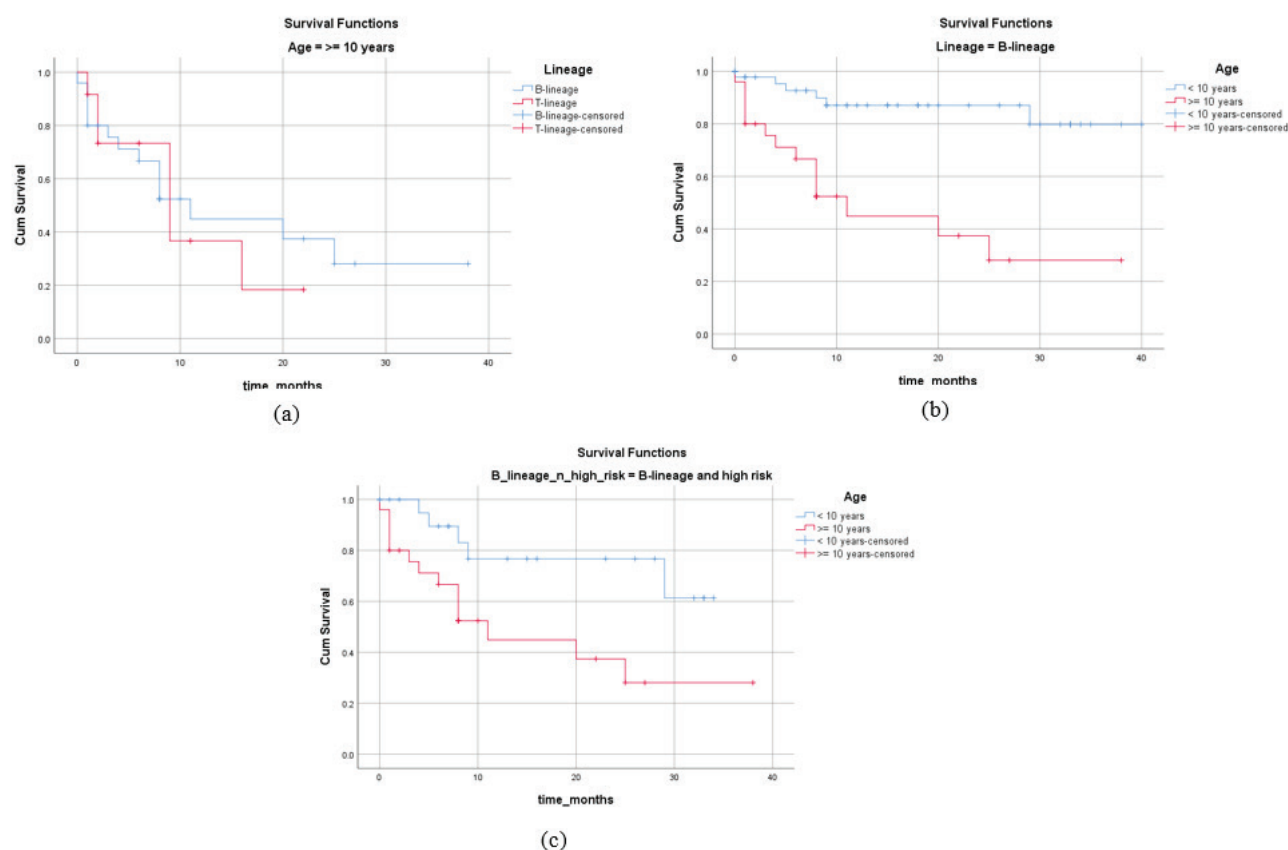 Survival Functions
Age = >= 10 years
Lineage
B-lineage
T-lineage
B-lineage-censored
T-lineage-censored
Cum Survival
1.0
0.8
0.6
0.4
0.2
0.0
0 10 20 30 40
time_months
(a)
Survival Functions
Lineage = B-lineage
Age
< 10 years
>= 10 years
< 10 years-censored
>= 10 years-censored
Cum Survival
1.0
0.8
0.6
0.4
0.2
0.0
0 10 20 30 40
time_months
(b)
Survival Functions
B_lineage_n_high_risk = B-lineage and high risk
Age
< 10 years
>= 10 years
< 10 years-censored
>= 10 years-censored
Cum Survival
1.0
0.8
0.6
0.4
0.2
0.0
0 10 20 30 40
time_months
(c)